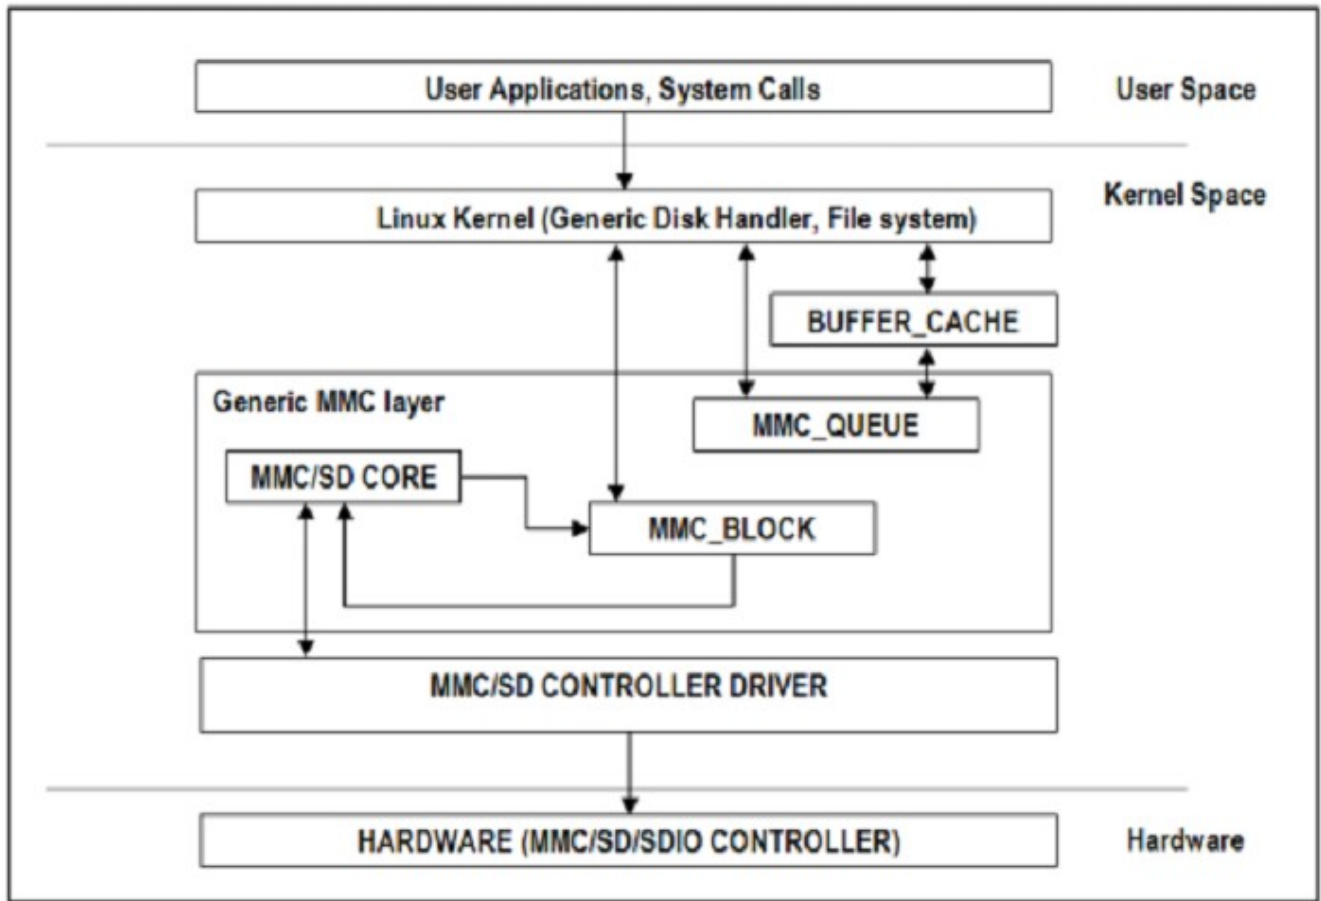 User Applications, System Calls
User Space
Kernel Space
Linux Kernel (Generic Disk Handler, File system)
BUFFER_CACHE
Generic MMC layer
MMC_QUEUE
MMC/SD CORE
MMC_BLOCK
MMC/SD CONTROLLER DRIVER
HARDWARE (MMC/SD/SDIO CONTROLLER)
Hardware